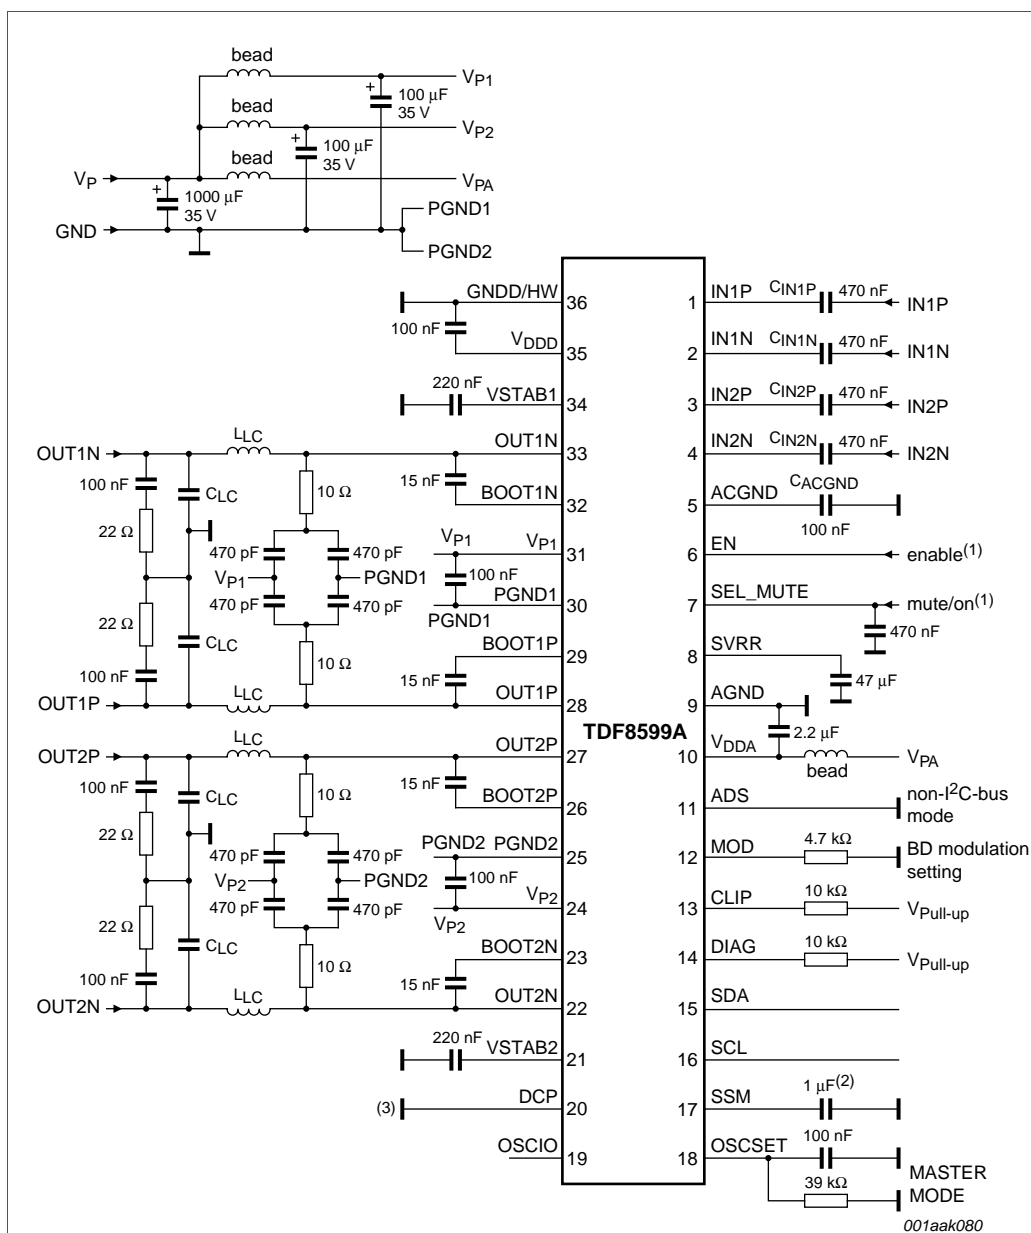 bead
VP1
+
100 μF
35 V
bead
VP2
+
100 μF
35 V
bead
VP
VPA
+
1000 μF
35 V
PGND1
GND
PGND2
GNDD/HW
36
100 nF
VDDD
35
220 nF
VSTAB1
34
OUT1N
LLC
OUT1N
33
100 nF
CLC
10 Ω
15 nF
BOOT1N
32
22 Ω
470 pF
470 pF
VP1
VP1
31
VP1
PGND1
100 nF
470 pF
470 pF
PGND1
PGND1
30
22 Ω
CLC
10 Ω
BOOT1P
29
100 nF
15 nF
OUT1P
LLC
OUT1P
28
OUT2P
LLC
OUT2P
27
100 nF
CLC
10 Ω
15 nF
BOOT2P
26
22 Ω
470 pF
470 pF
PGND2
PGND2
25
VP2
PGND2
100 nF
470 pF
470 pF
VP2
VP2
24
22 Ω
CLC
10 Ω
BOOT2N
23
100 nF
15 nF
OUT2N
LLC
OUT2N
22
220 nF
VSTAB2
21
(3)
DCP
20
OSCIO
19
TDF8599A
1
IN1P
CIN1P
470 nF
IN1P
2
IN1N
CIN1N
470 nF
IN1N
3
IN2P
CIN2P
470 nF
IN2P
4
IN2N
CIN2N
470 nF
IN2N
5
ACGND
CACGND
100 nF
6
EN
enable(1)
7
SEL_MUTE
mute/on(1)
470 nF
8
SVRR
47 μF
9
AGND
2.2 μF
10
VDDA
bead
VPA
11
ADS
non-I2C-bus
mode
12
MOD
4.7 kΩ
BD modulation
setting
13
CLIP
10 kΩ
VPull-up
14
DIAG
10 kΩ
VPull-up
15
SDA
16
SCL
17
SSM
1 μF(2)
18
OSCSET
100 nF
39 kΩ
MASTER
MODE
001aak080